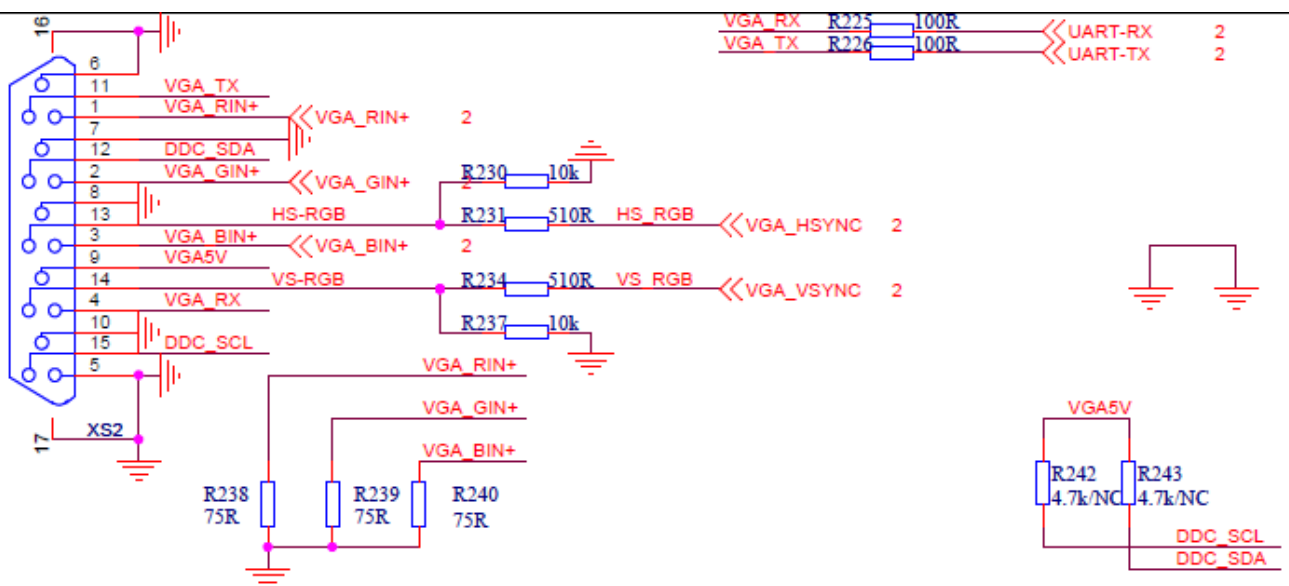 16
6
11 VGA_TX
1 VGA_RIN+ VGA_RIN+ 2
7
12 DDC_SDA
2 VGA_GIN+ VGA_GIN+ 2
8
13 HS-RGB
3 VGA_BIN+ VGA_BIN+ 2
9 VGA5V
14 VS-RGB
4 VGA_RX
10
15 DDC_SCL
5
17 XS2
VGA_RX R225 100R UART-RX 2
VGA_TX R226 100R UART-TX 2
R230 10k
R231 510R HS_RGB VGA_HSYNC 2
R234 510R VS_RGB VGA_VSYNC 2
R237 10k
VGA_RIN+
VGA_GIN+
VGA_BIN+
R238 R239 R240
75R 75R 75R
VGA5V
R242 R243
4.7k/NC 4.7k/NC
DDC_SCL
DDC_SDA